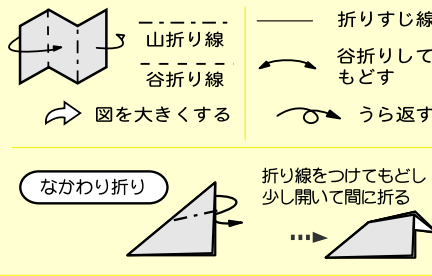 山折り線
谷折り線
図を大きくする
折りすじ線
谷折りして
もどす
うら返す
なかわり折り
折り線をつけてもどし
少し開いて間に折る